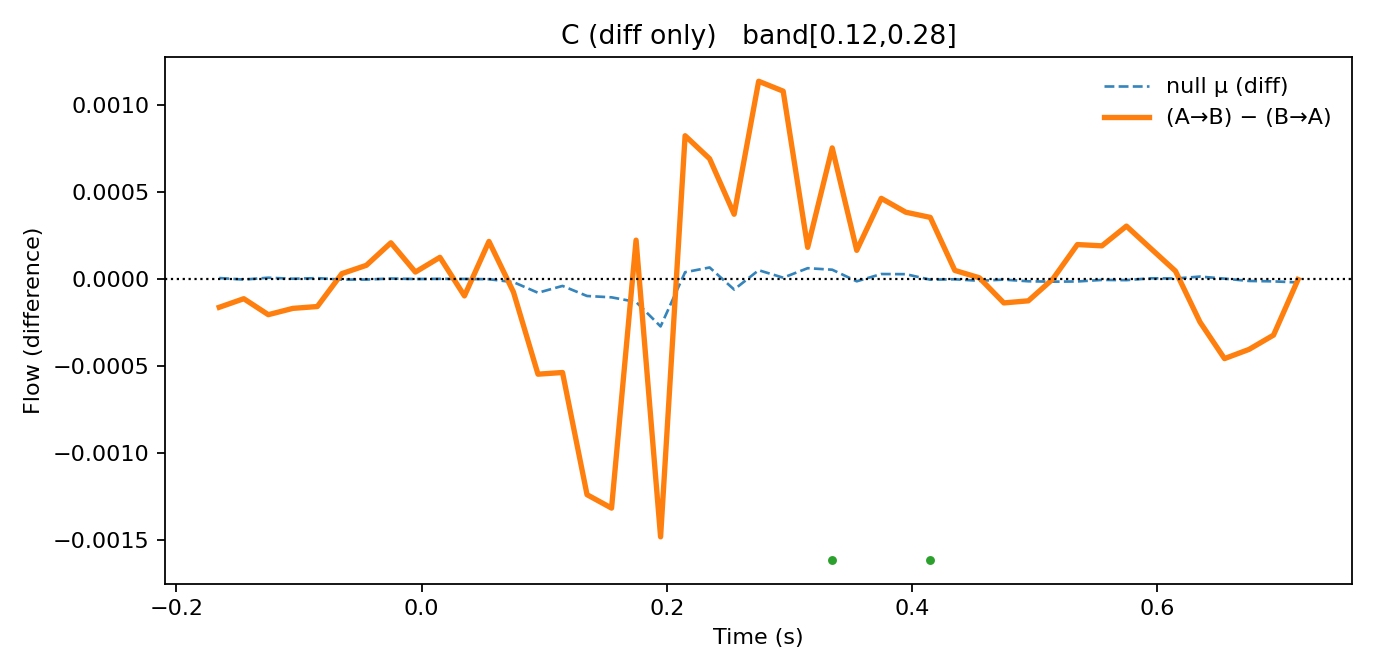 C (diff only)   band[0.12,0.28]
null μ (diff)
(A→B) − (B→A)
Flow (difference)
0.0010
0.0005
0.0000
−0.0005
−0.0010
−0.0015
−0.2
0.0
0.2
0.4
0.6
Time (s)